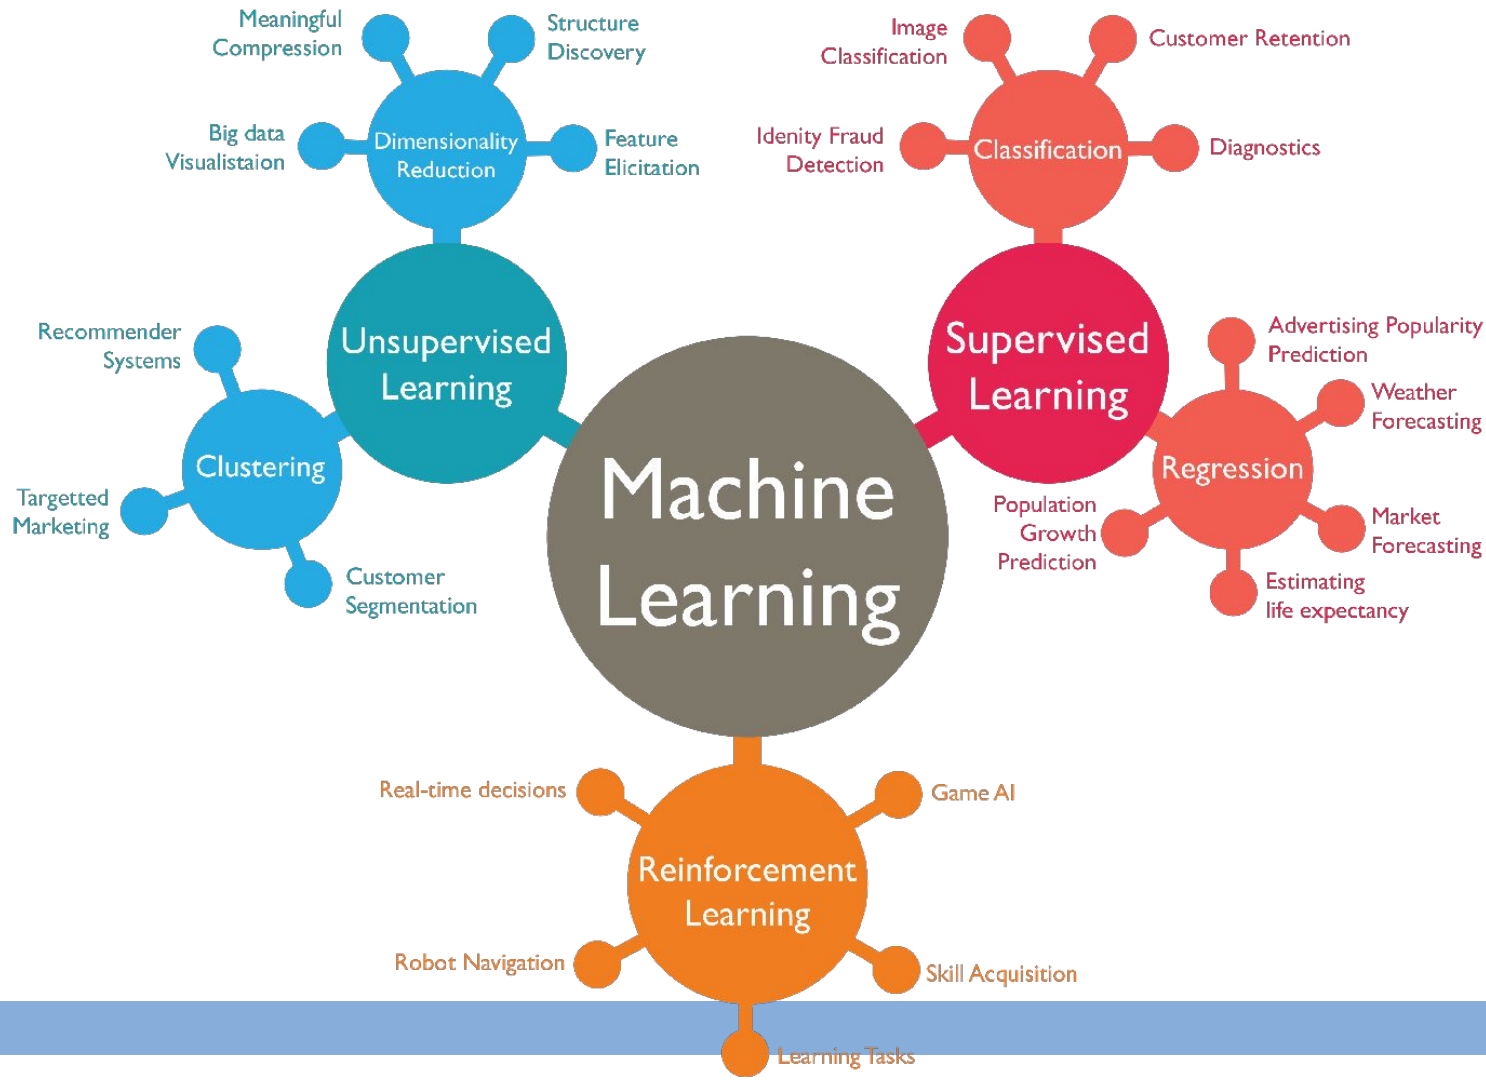 Meaningful
Compression
Structure
Discovery
Big data
Visualistaion
Dimensionality
Reduction
Feature
Elicitation
Image
Classification
Customer Retention
Idenity Fraud
Detection
Classification
Diagnostics
Unsupervised
Learning
Supervised
Learning
Recommender
Systems
Clustering
Targetted
Marketing
Customer
Segmentation
Machine
Learning
Advertising Popularity
Prediction
Weather
Forecasting
Regression
Population
Growth
Prediction
Market
Forecasting
Estimating
life expectancy
Real-time decisions
Game AI
Reinforcement
Learning
Robot Navigation
Skill Acquisition
Learning Tasks